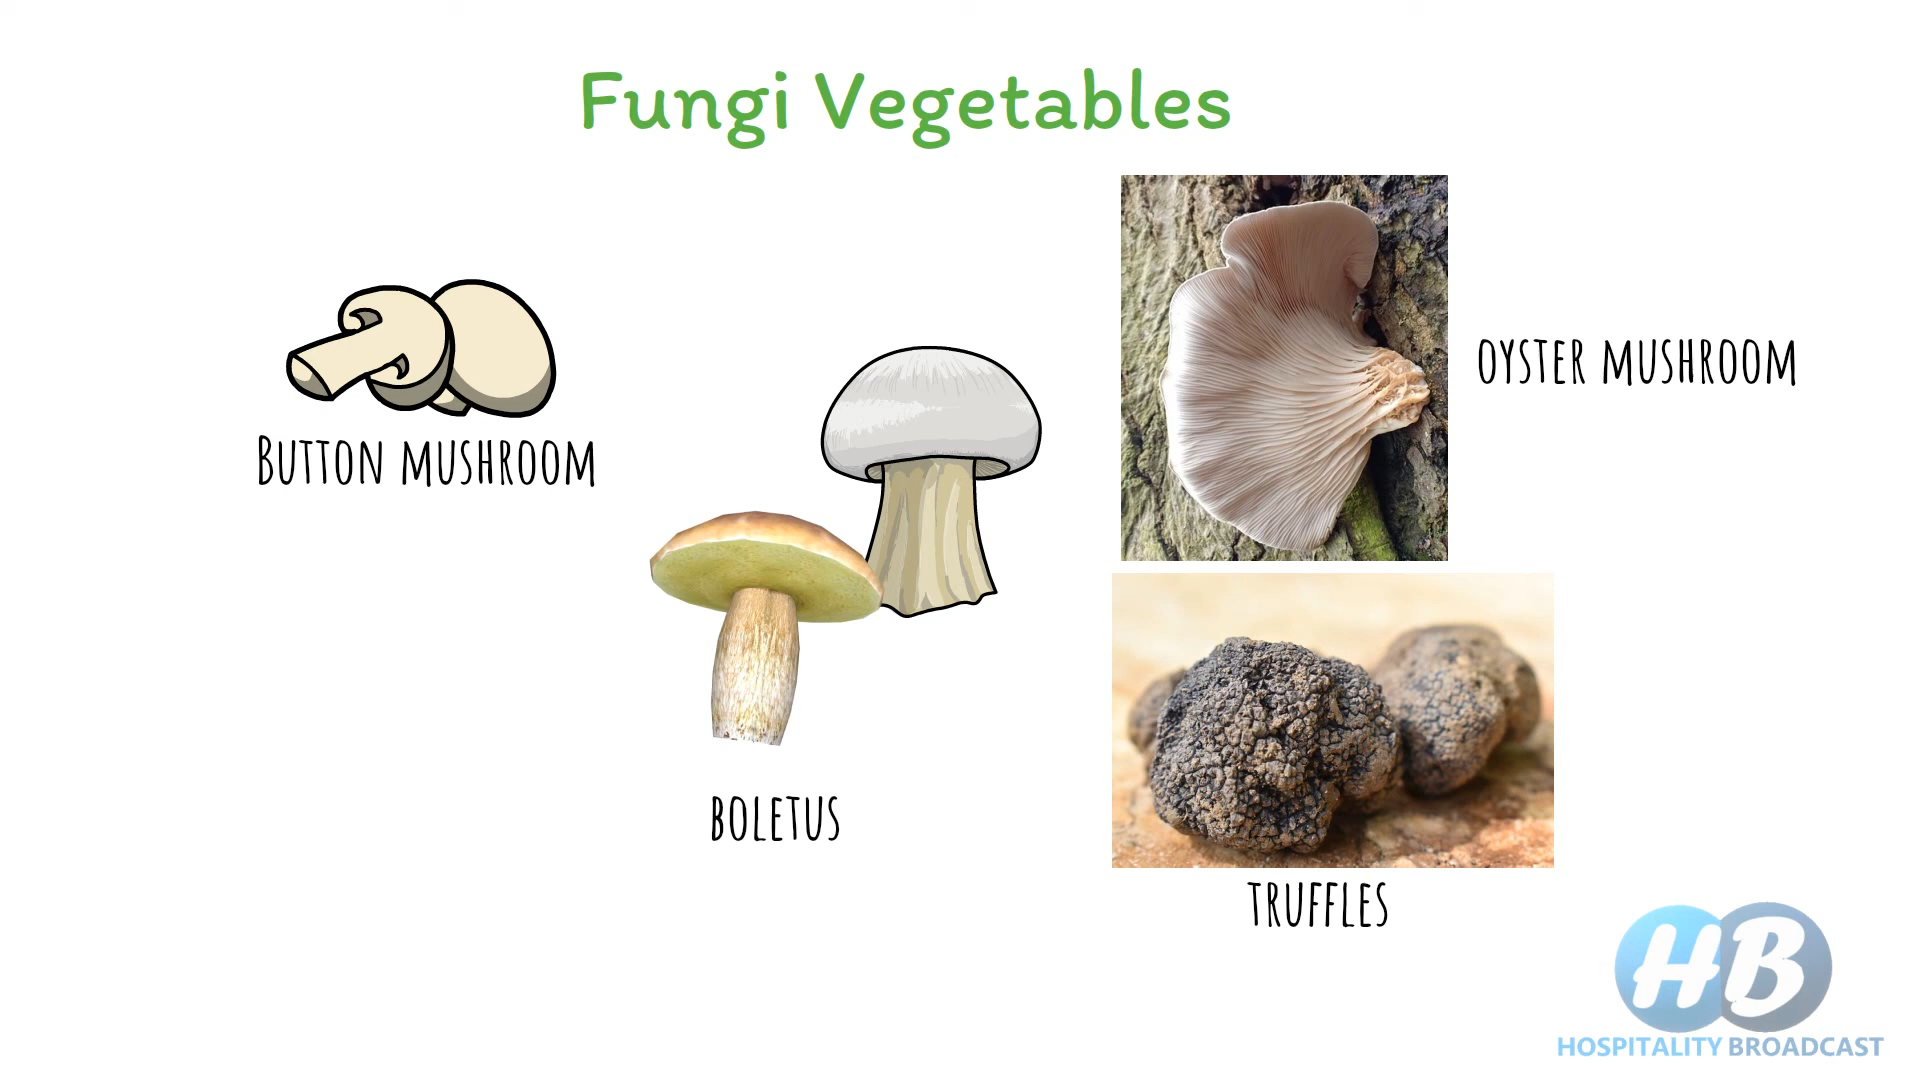 Fungi Vegetables
OYSTER MUSHROOM
BUTTON MUSHROOM
BOLETUS
TRUFFLES
HB
HOSPITALITY BROADCAST